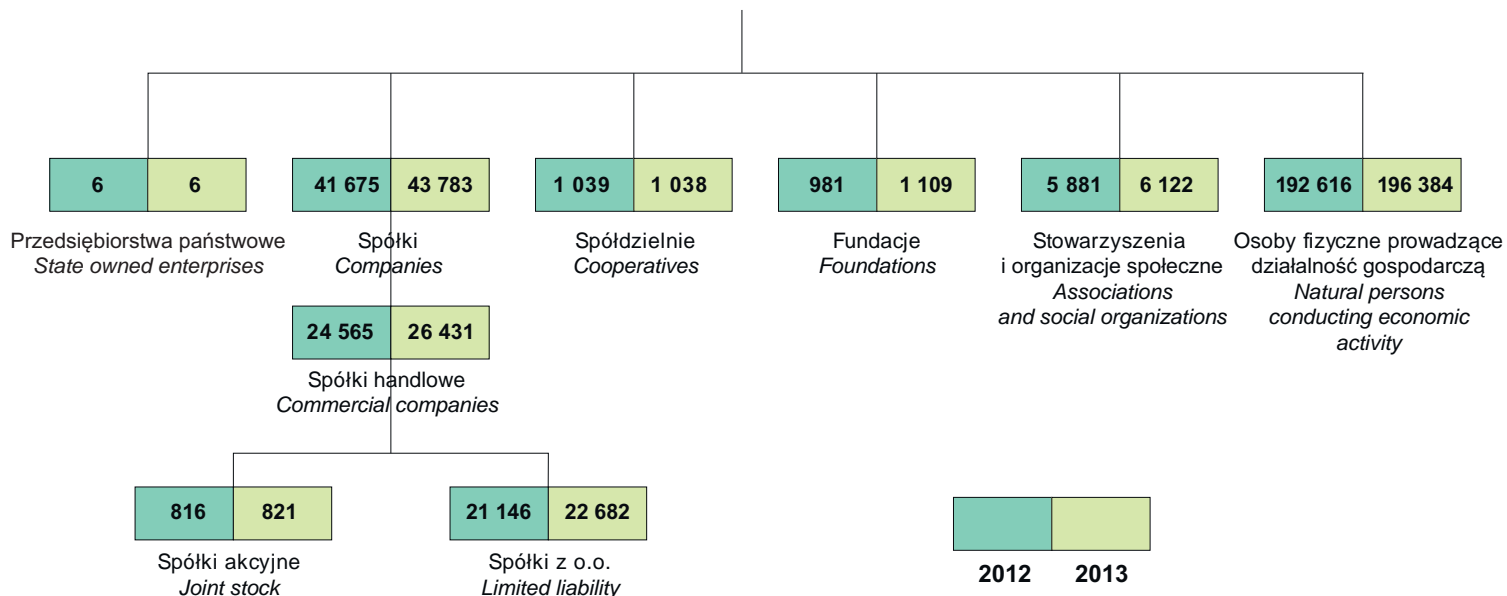 6 6
41 675 43 783
1 039 1 038
981 1 109
5 881 6 122
192 616 196 384
Przedsiębiorstwa państwowe
State owned enterprises
Spółki
Companies
Spółdzielnie
Cooperatives
Fundacje
Foundations
Stowarzyszenia
i organizacje społeczne
Associations
and social organizations
Osoby fizyczne prowadzące
działalność gospodarczą
Natural persons
conducting economic
activity
24 565 26 431
Spółki handlowe
Commercial companies
816 821
Spółki akcyjne
Joint stock
21 146 22 682
Spółki z o.o.
Limited liability
2012 2013